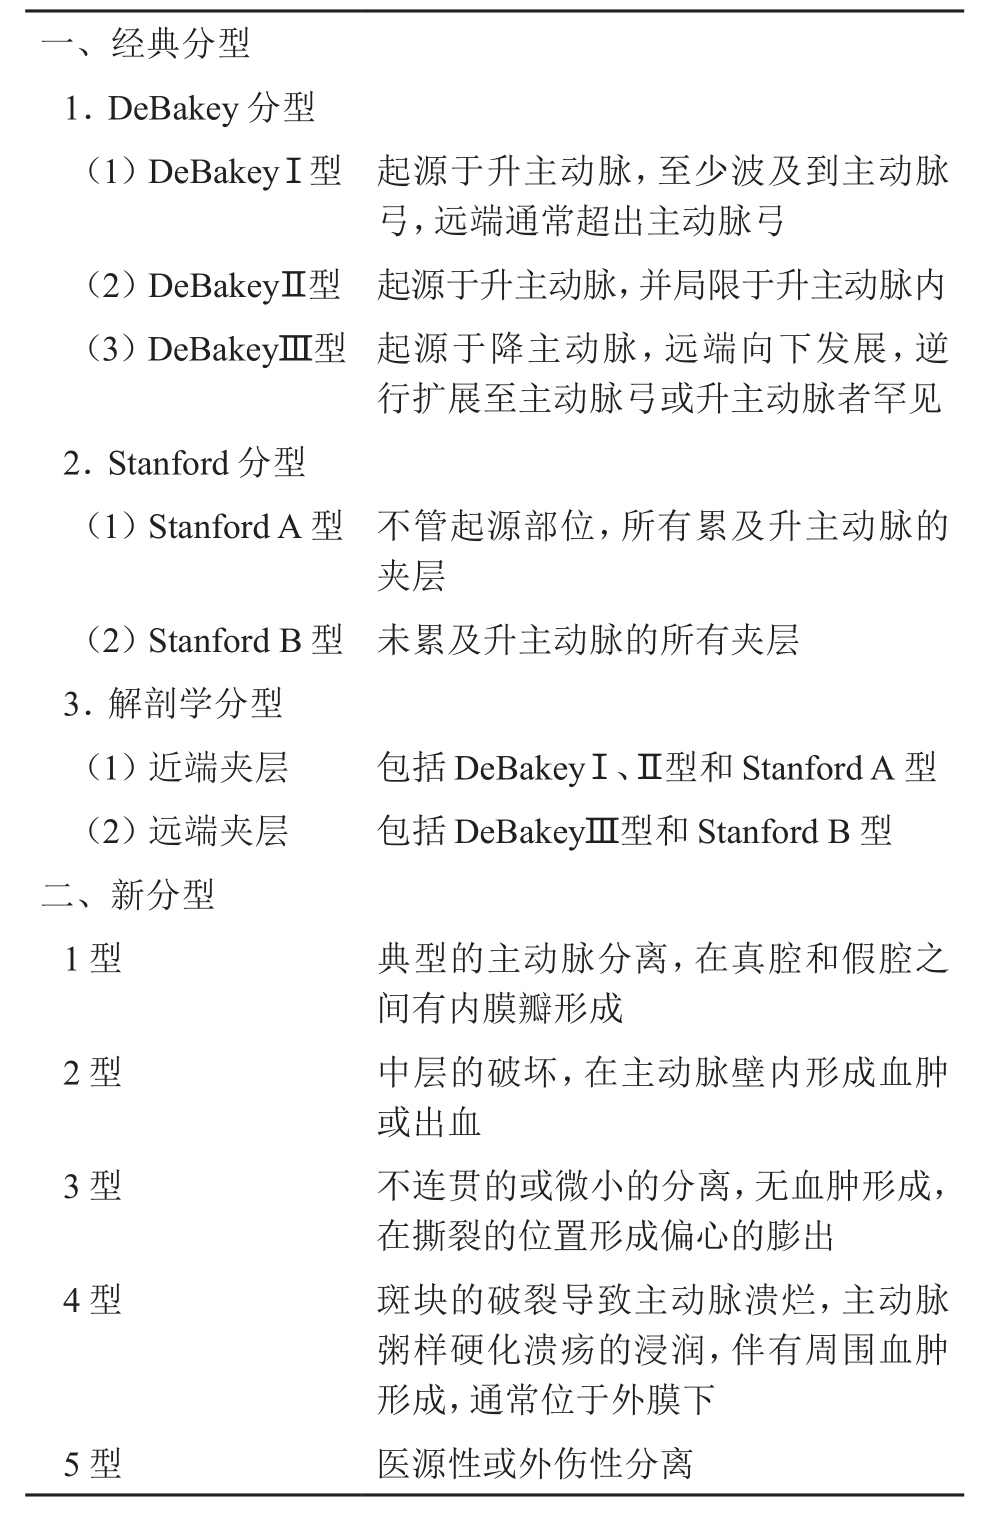 一、经典分型
1. DeBakey 分型
（1）DeBakeyⅠ型 起源于升主动脉，至少波及到主动脉
弓，远端通常超出主动脉弓
（2）DeBakeyⅡ型 起源于升主动脉，并局限于升主动脉内
（3）DeBakeyⅢ型 起源于降主动脉，远端向下发展，逆
行扩展至主动脉弓或升主动脉者罕见
2. Stanford 分型
（1）Stanford A 型 不管起源部位，所有累及升主动脉的
夹层
（2）Stanford B 型 未累及升主动脉的所有夹层
3. 解剖学分型
（1）近端夹层 包括 DeBakeyⅠ、Ⅱ型和 Stanford A 型
（2）远端夹层 包括 DeBakeyⅢ型和 Stanford B 型
二、新分型
1 型 典型的主动脉分离，在真腔和假腔之
间有内膜瓣形成
2 型 中层的破坏，在主动脉壁内形成血肿
或出血
3 型 不连贯的或微小的分离，无血肿形成，
在撕裂的位置形成偏心的膨出
4 型 斑块的破裂导致主动脉溃烂，主动脉
粥样硬化溃疡的浸润，伴有周围血肿
形成，通常位于外膜下
5 型 医源性或外伤性分离